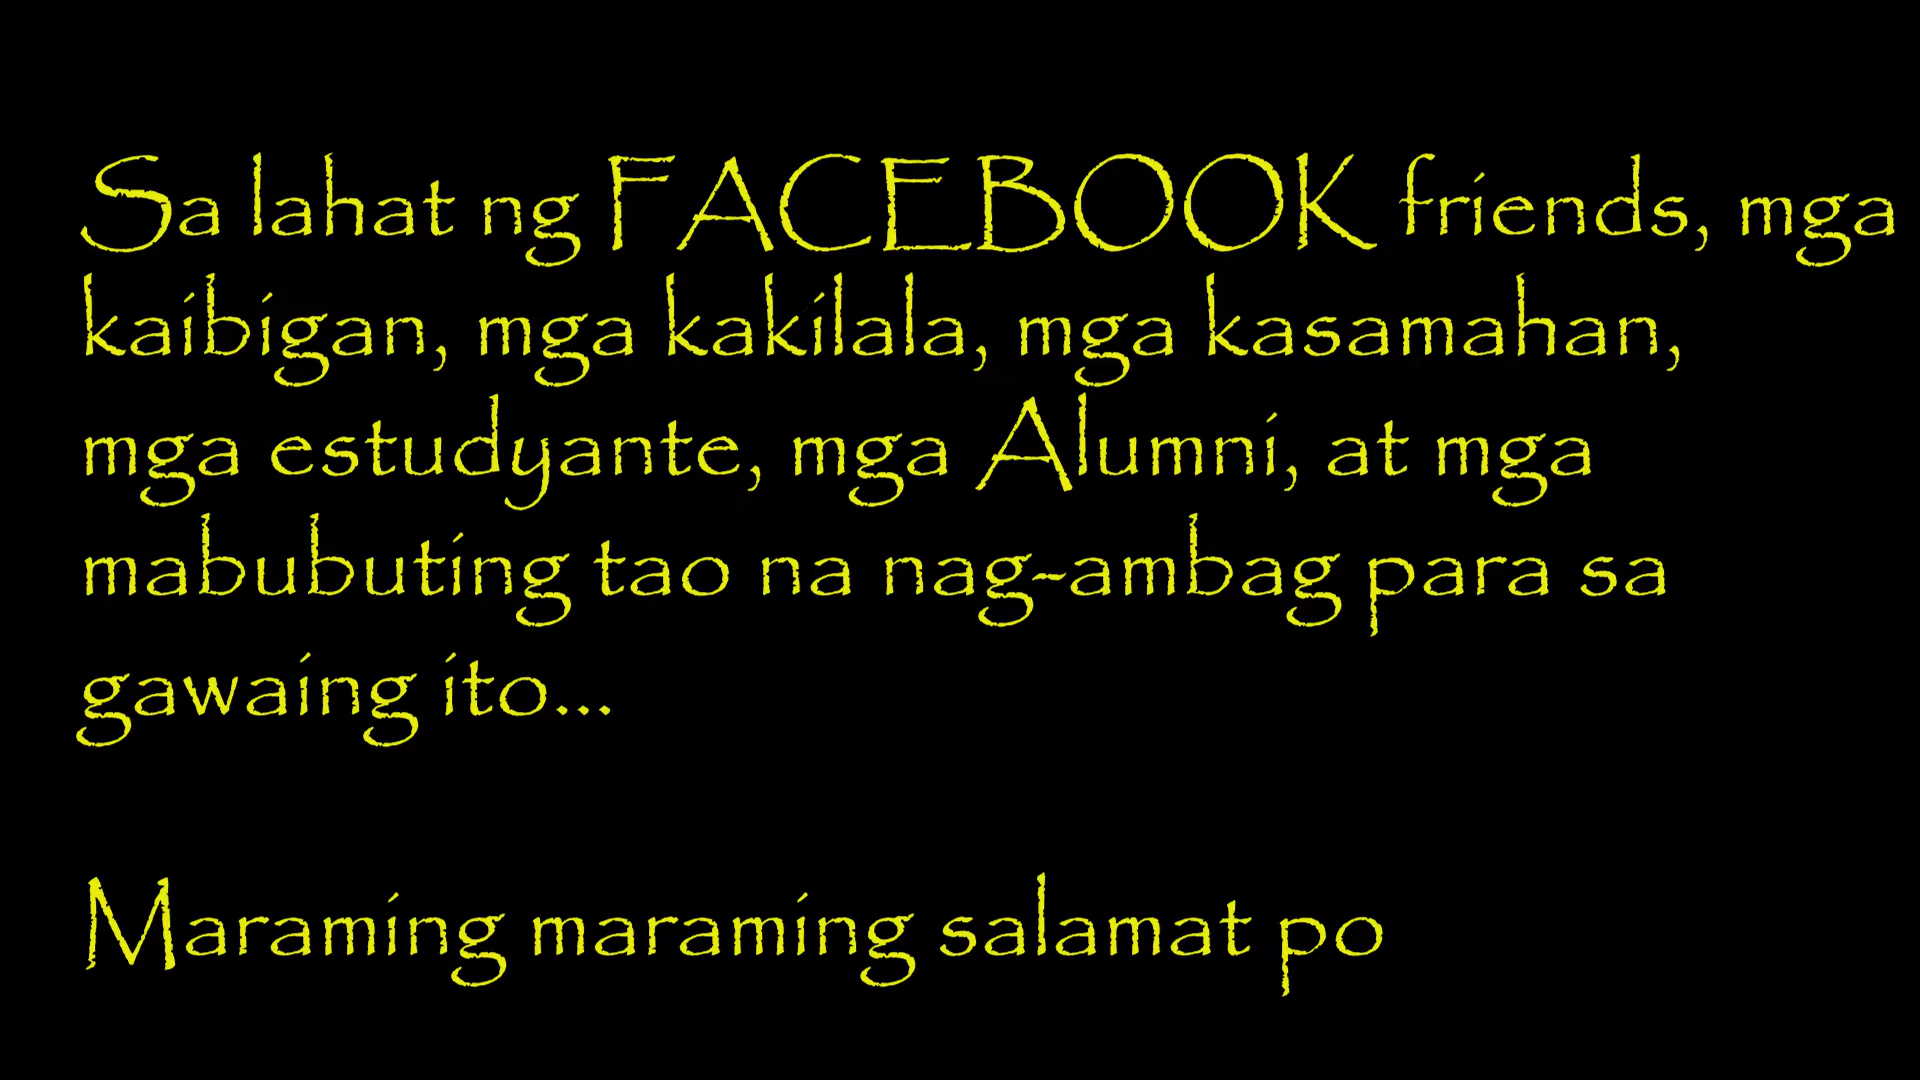 Sa lahat ng FACEBOOK friends, mga
kaibigan, mga kakilala, mga kasamahan,
mga estudyante, mga Alumni, at mga
mabubuting tao na nag-ambag para sa
gawaing ito...
Maraming maraming salamat po